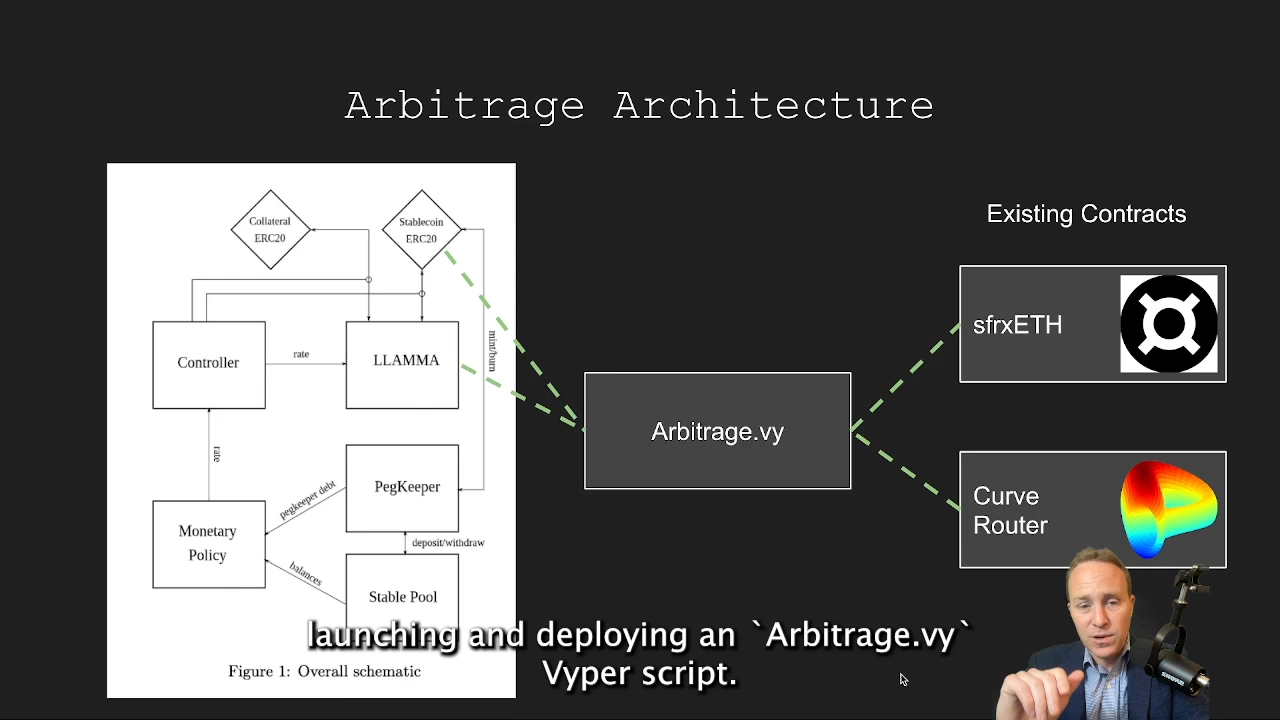 Arbitrage Architecture
Collateral
ERC20
Stablecoin
ERC20
Controller
rate
LLAMMA
mint/burn
rate
PegKeeper
pegkeeper debt
Monetary
Policy
deposit/withdraw
balances
Stable Pool
Figure 1: Overall schematic
Arbitrage.vy
Existing Contracts
sfrxETH
Curve
Router
launching and deploying an `Arbitrage.vy`
Vyper script.
SHURE